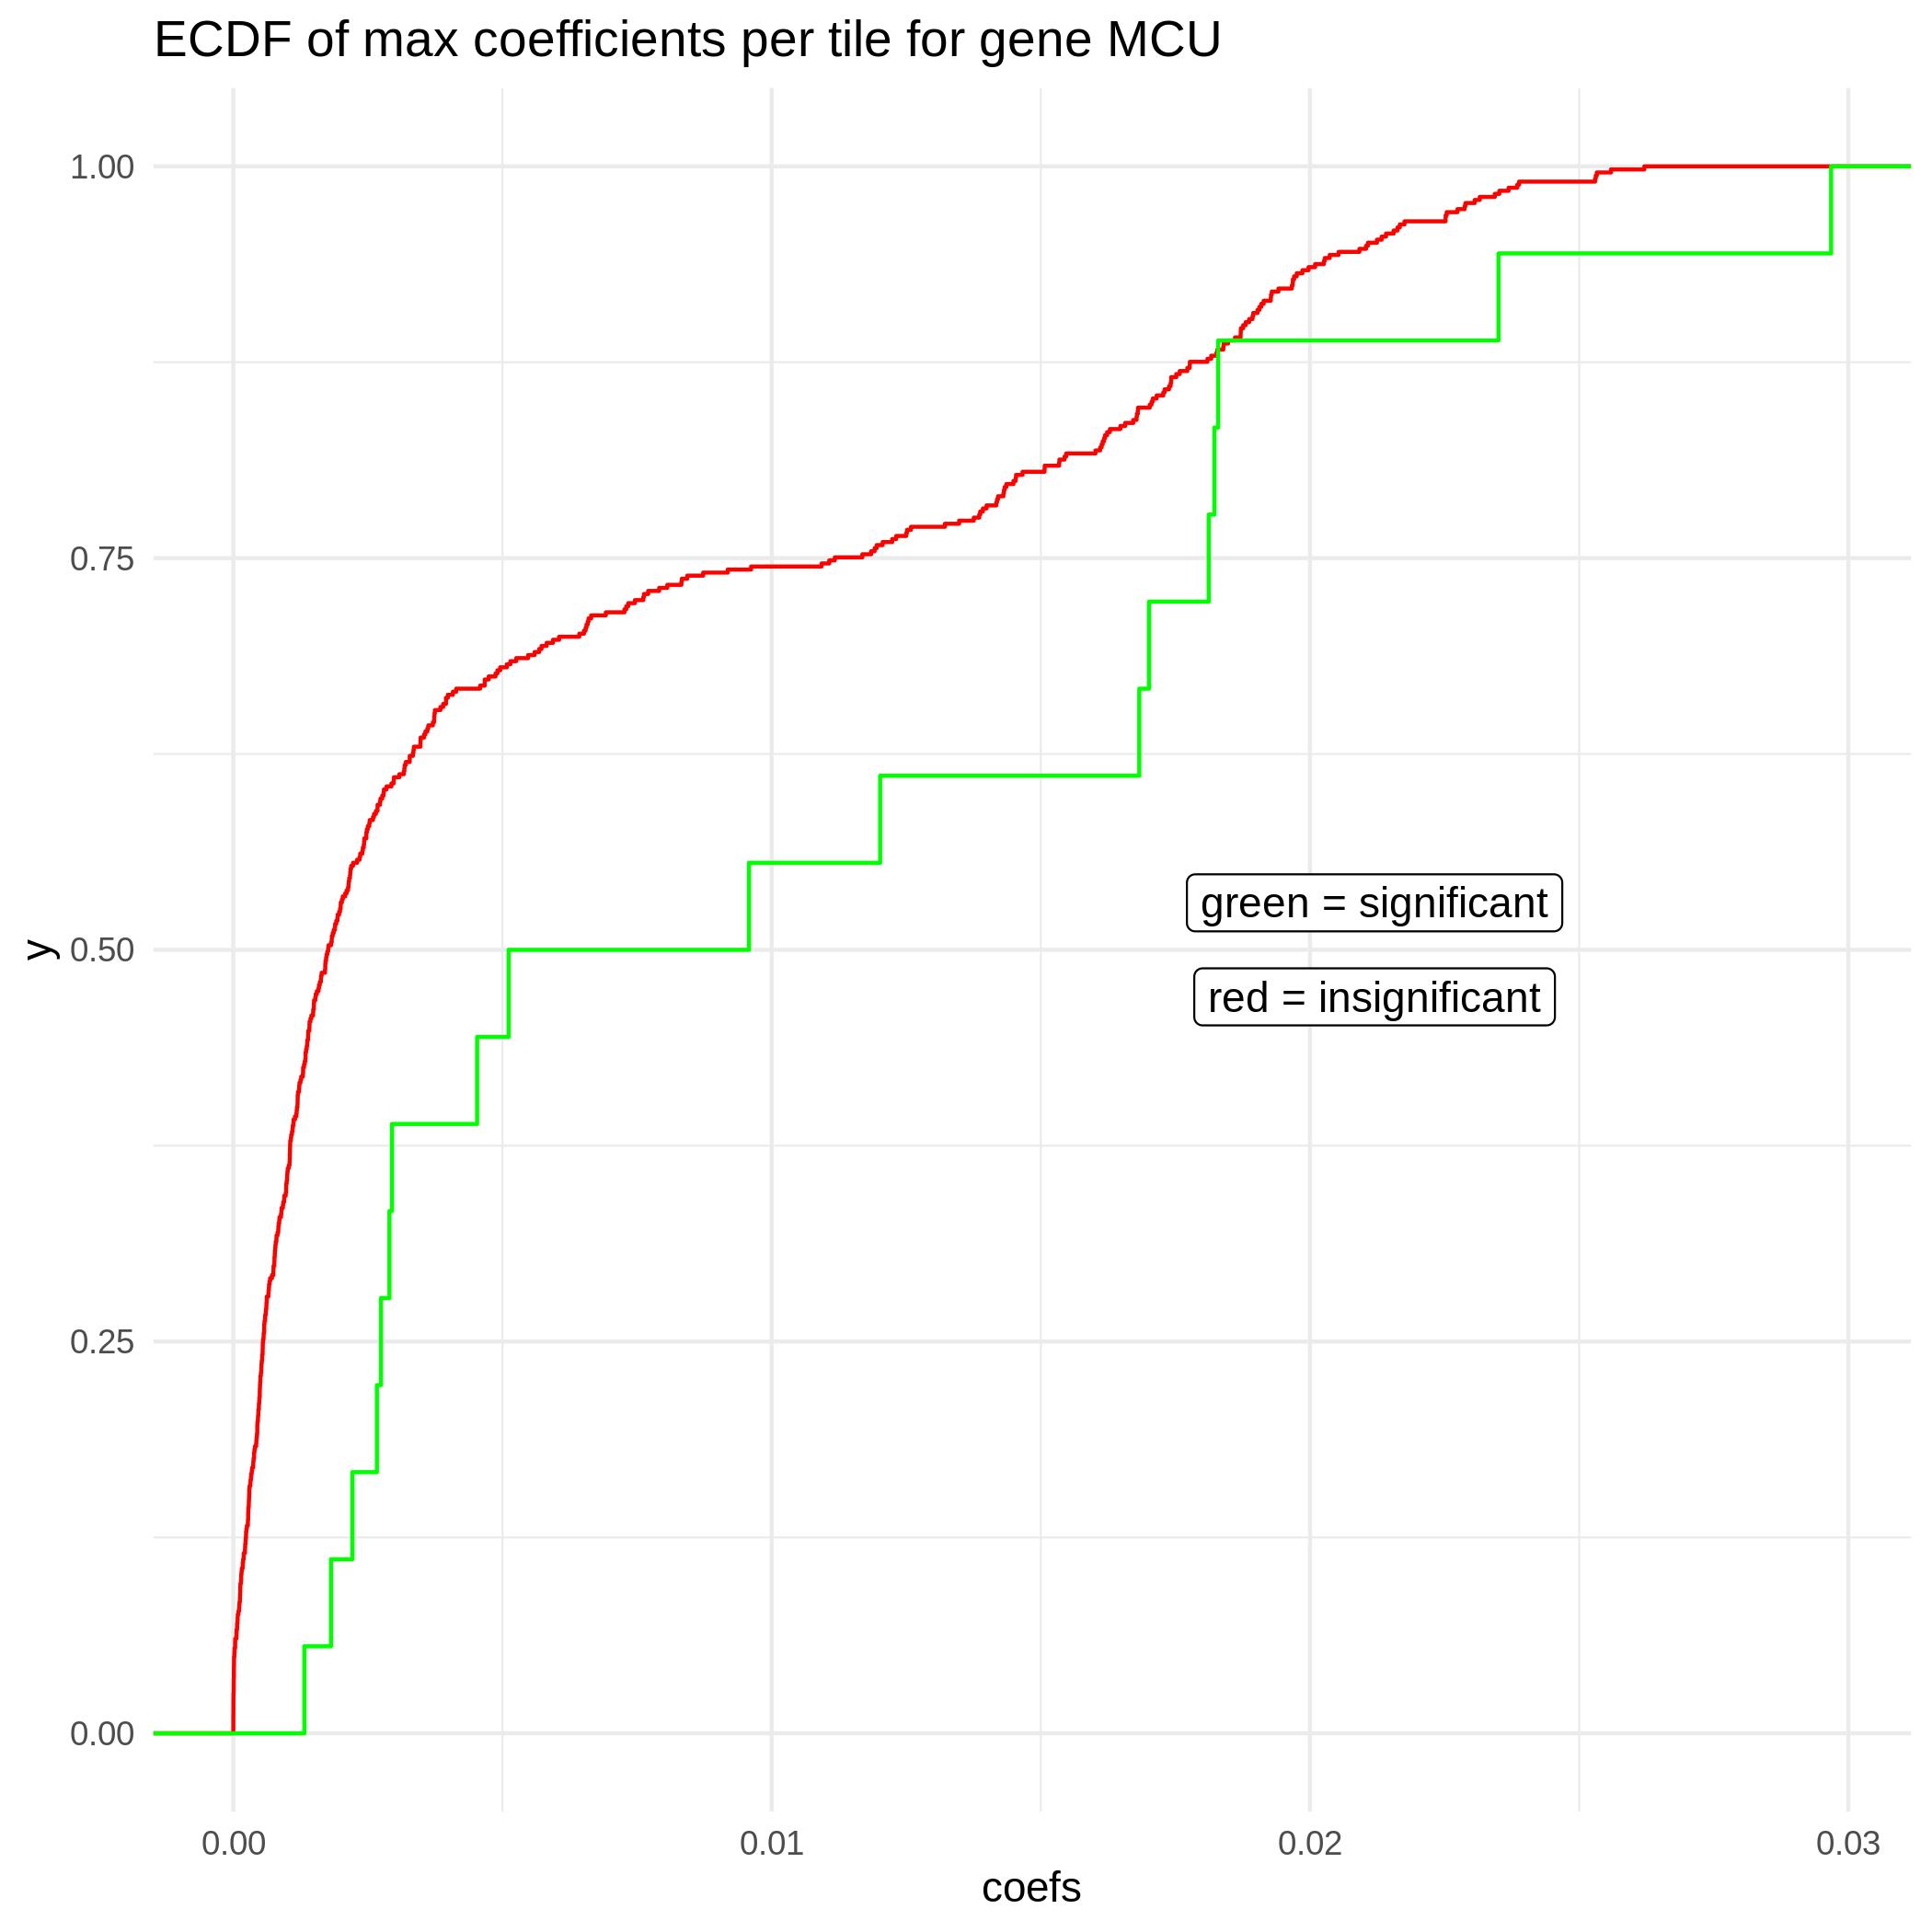 ECDF of max coefficients per tile for gene MCU
1.00
0.75
0.50
0.25
0.00
y
green = significant
red = insignificant
0.00 0.01 0.02 0.03
coefs